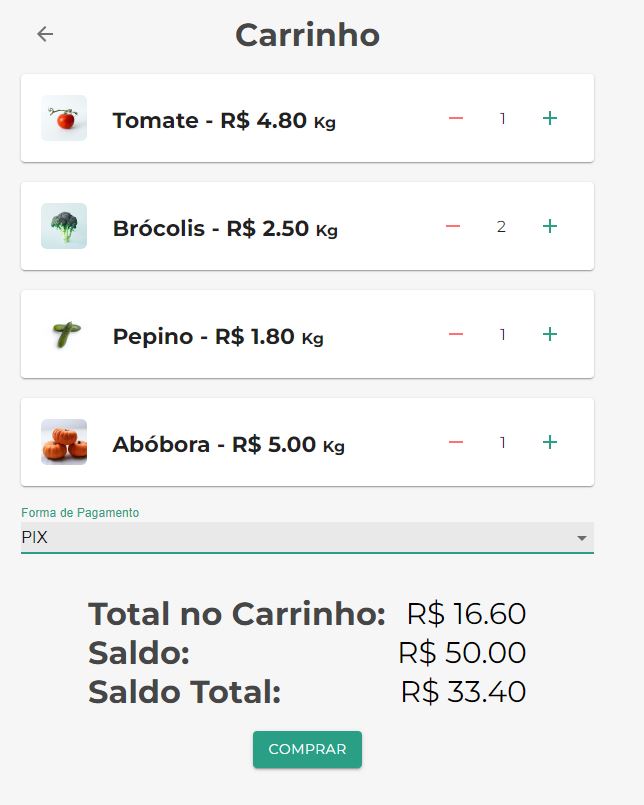 Carrinho
Tomate - R$ 4.80 Kg
1
Brócolis - R$ 2.50 Kg
2
Pepino - R$ 1.80 Kg
1
Abóbora - R$ 5.00 Kg
1
Forma de Pagamento
PIX
Total no Carrinho: R$ 16.60
Saldo: R$ 50.00
Saldo Total: R$ 33.40
COMPRAR